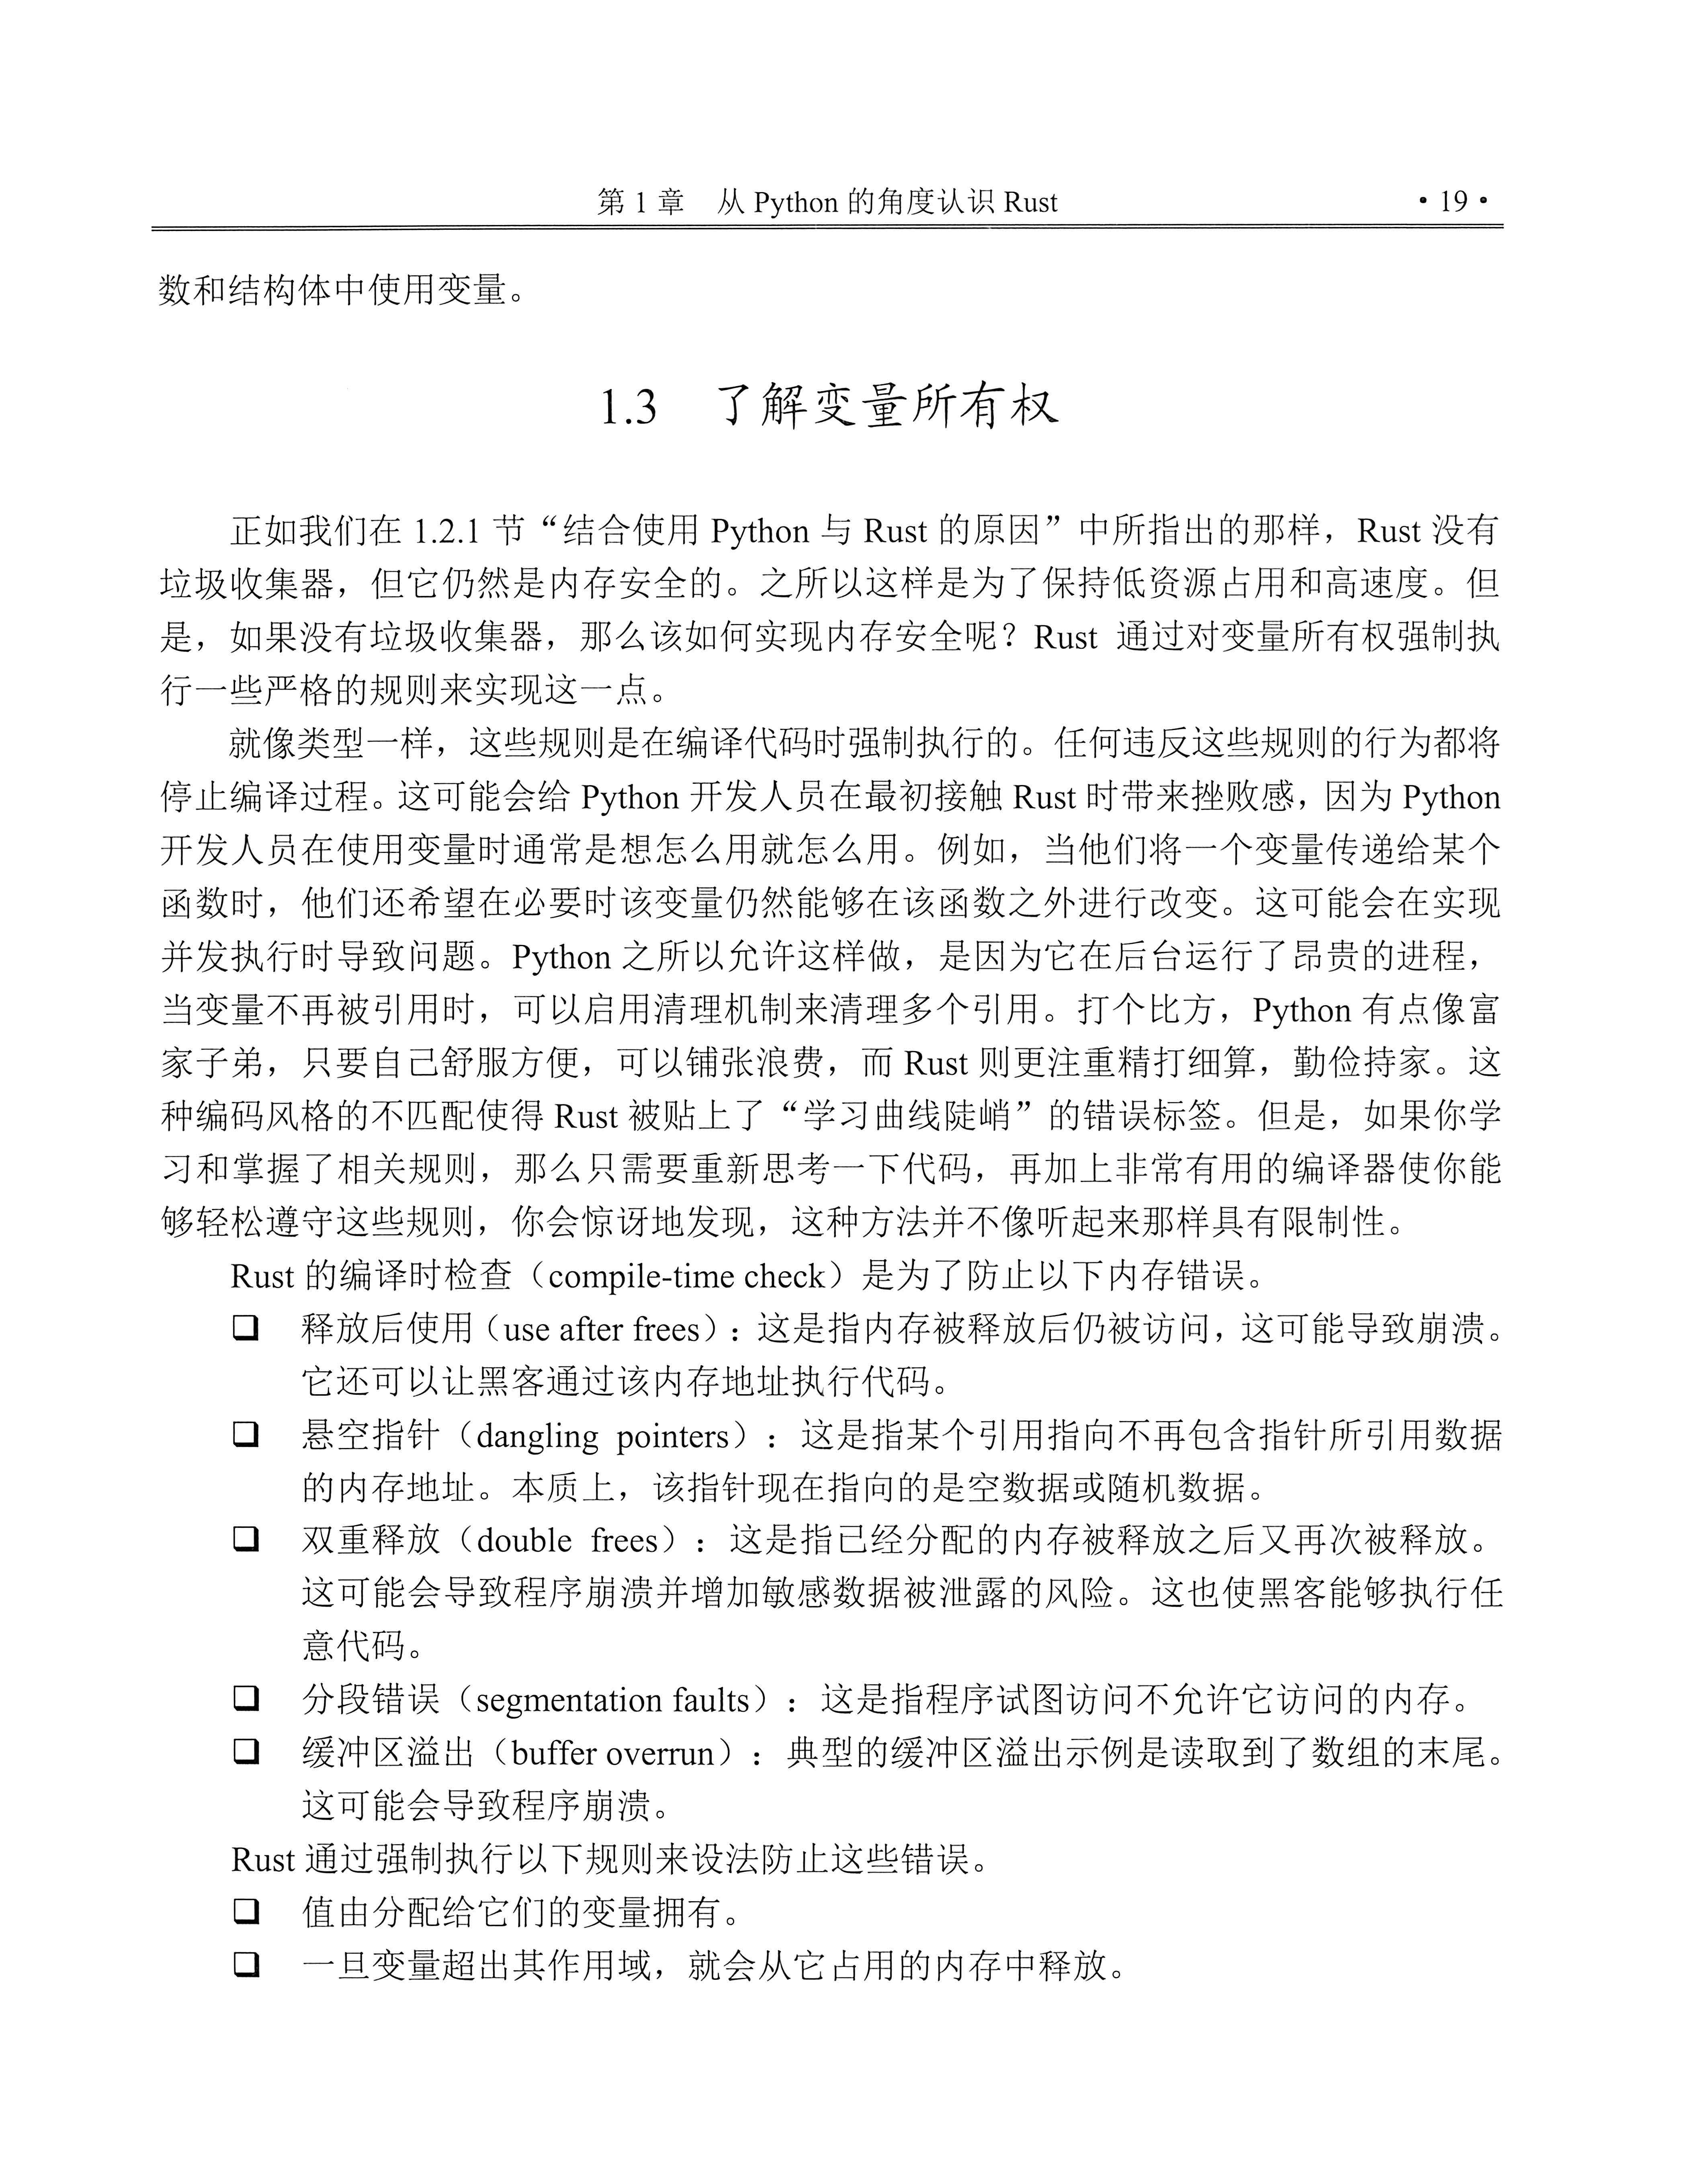 第 1 章　从 Python 的角度认识 Rust　• 19 •
数和结构体中使用变量。
1.3　了解变量所有权
正如我们在 1.2.1 节“结合使用 Python 与 Rust 的原因”中所指出的那样，Rust 没有
垃圾收集器，但它仍然是内存安全的。之所以这样是为了保持低资源占用和高速度。但
是，如果没有垃圾收集器，那么该如何实现内存安全呢？Rust 通过对变量所有权强制执
行一些严格的规则来实现这一点。
就像类型一样，这些规则是在编译代码时强制执行的。任何违反这些规则的行为都将
停止编译过程。这可能会给 Python 开发人员在最初接触 Rust 时带来挫败感，因为 Python
开发人员在使用变量时通常是想怎么用就怎么用。例如，当他们将一个变量传递给某个
函数时，他们还希望在必要时该变量仍然能够在该函数之外进行改变。这可能会在实现
并发执行时导致问题。Python 之所以允许这样做，是因为它在后台运行了昂贵的进程，
当变量不再被引用时，可以启用清理机制来清理多个引用。打个比方，Python 有点像富
家子弟，只要自己舒服方便，可以铺张浪费，而 Rust 则更注重精打细算，勤俭持家。这
种编码风格的不匹配使得 Rust 被贴上了“学习曲线陡峭”的错误标签。但是，如果你学
习和掌握了相关规则，那么只需要重新思考一下代码，再加上非常有用的编译器使你能
够轻松遵守这些规则，你会惊讶地发现，这种方法并不像听起来那样具有限制性。
Rust 的编译时检查（compile-time check）是为了防止以下内存错误。
❑ 释放后使用（use after frees）：这是指内存被释放后仍被访问，这可能导致崩溃。
它还可以让黑客通过该内存地址执行代码。
❑ 悬空指针（dangling pointers）：这是指某个引用指向不再包含指针所引用数据
的内存地址。本质上，该指针现在指向的是空数据或随机数据。
❑ 双重释放（double frees）：这是指已经分配的内存被释放之后又再次被释放。
这可能会导致程序崩溃并增加敏感数据被泄露的风险。这也使黑客能够执行任
意代码。
❑ 分段错误（segmentation faults）：这是指程序试图访问不允许它访问的内存。
❑ 缓冲区溢出（buffer overrun）：典型的缓冲区溢出示例是读取到了数组的末尾。
这可能会导致程序崩溃。
Rust 通过强制执行以下规则来设法防止这些错误。
❑ 值由分配给它们的变量拥有。
❑ 一旦变量超出其作用域，就会从它占用的内存中释放。